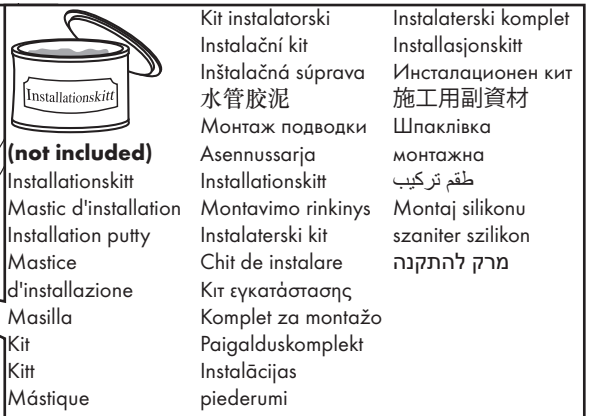 Installationskitt
(not included)
Installationskitt
Mastic d'installation
Installation putty
Mastice
d'installazione
Masilla
Kit
Kitt
Mástique
Kit instalatorski
Instalační kit
Inštalačná súprava
水管胶泥
Монтаж подводки
Asennussarja
Installationskitt
Montavimo rinkinys
Instalaterski kit
Chit de instalare
Κιτ εγκατάστασης
Komplet za montažo
Paigalduskomplekt
Instalācijas
piederumi
Instalaterski komplet
Installasjonskitt
Инсталационен кит
施工用副資材
Шпаклівка
монтажна
طقم تركيب
Montaj silikonu
szaniter szilikon
מרק להתקנה